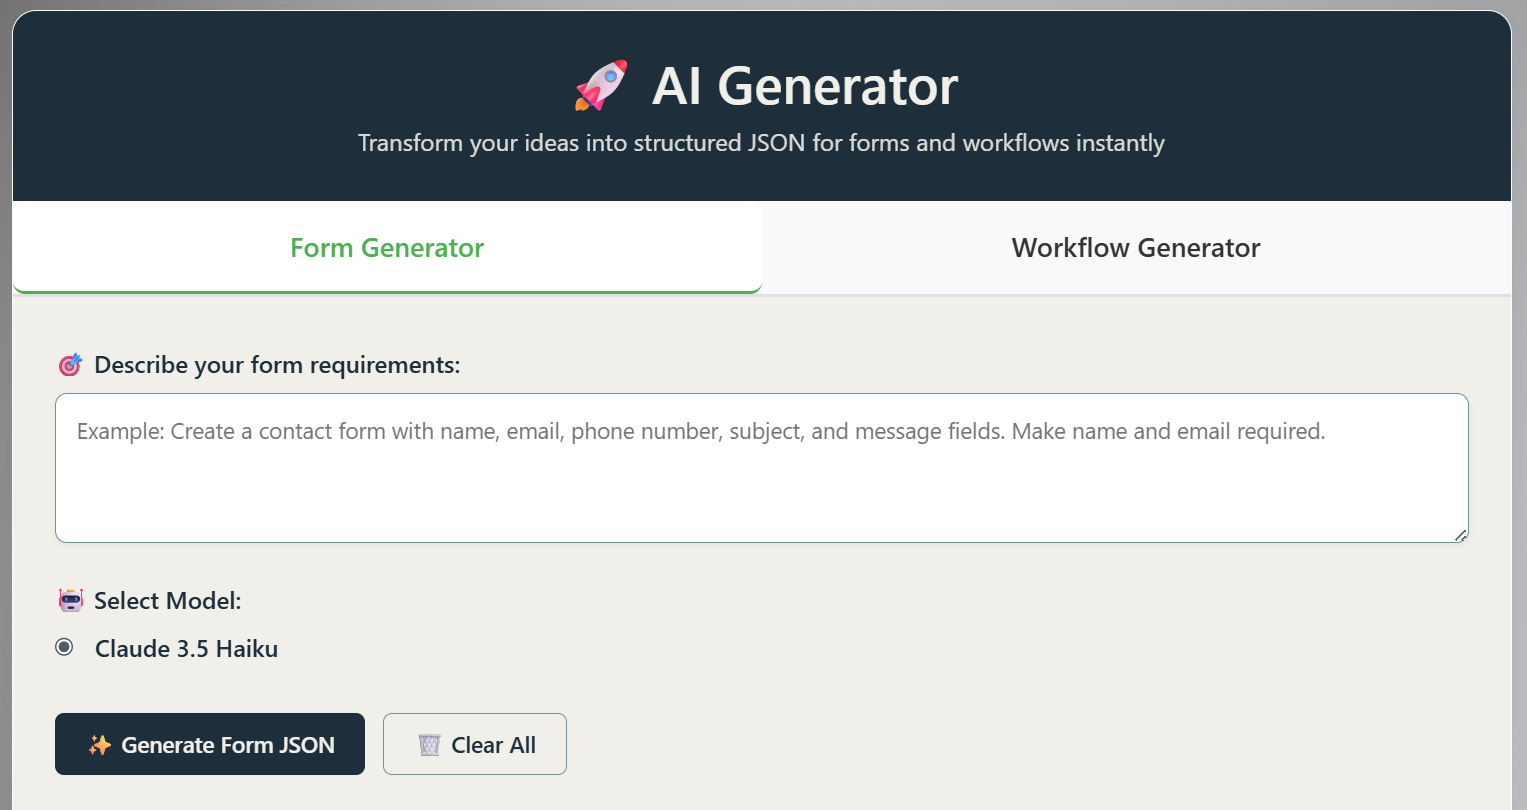 AI Generator
Transform your ideas into structured JSON for forms and workflows instantly
Form Generator
Workflow Generator
Describe your form requirements:
Example: Create a contact form with name, email, phone number, subject, and message fields. Make name and email required.
Select Model:
Claude 3.5 Haiku
Generate Form JSON
Clear All